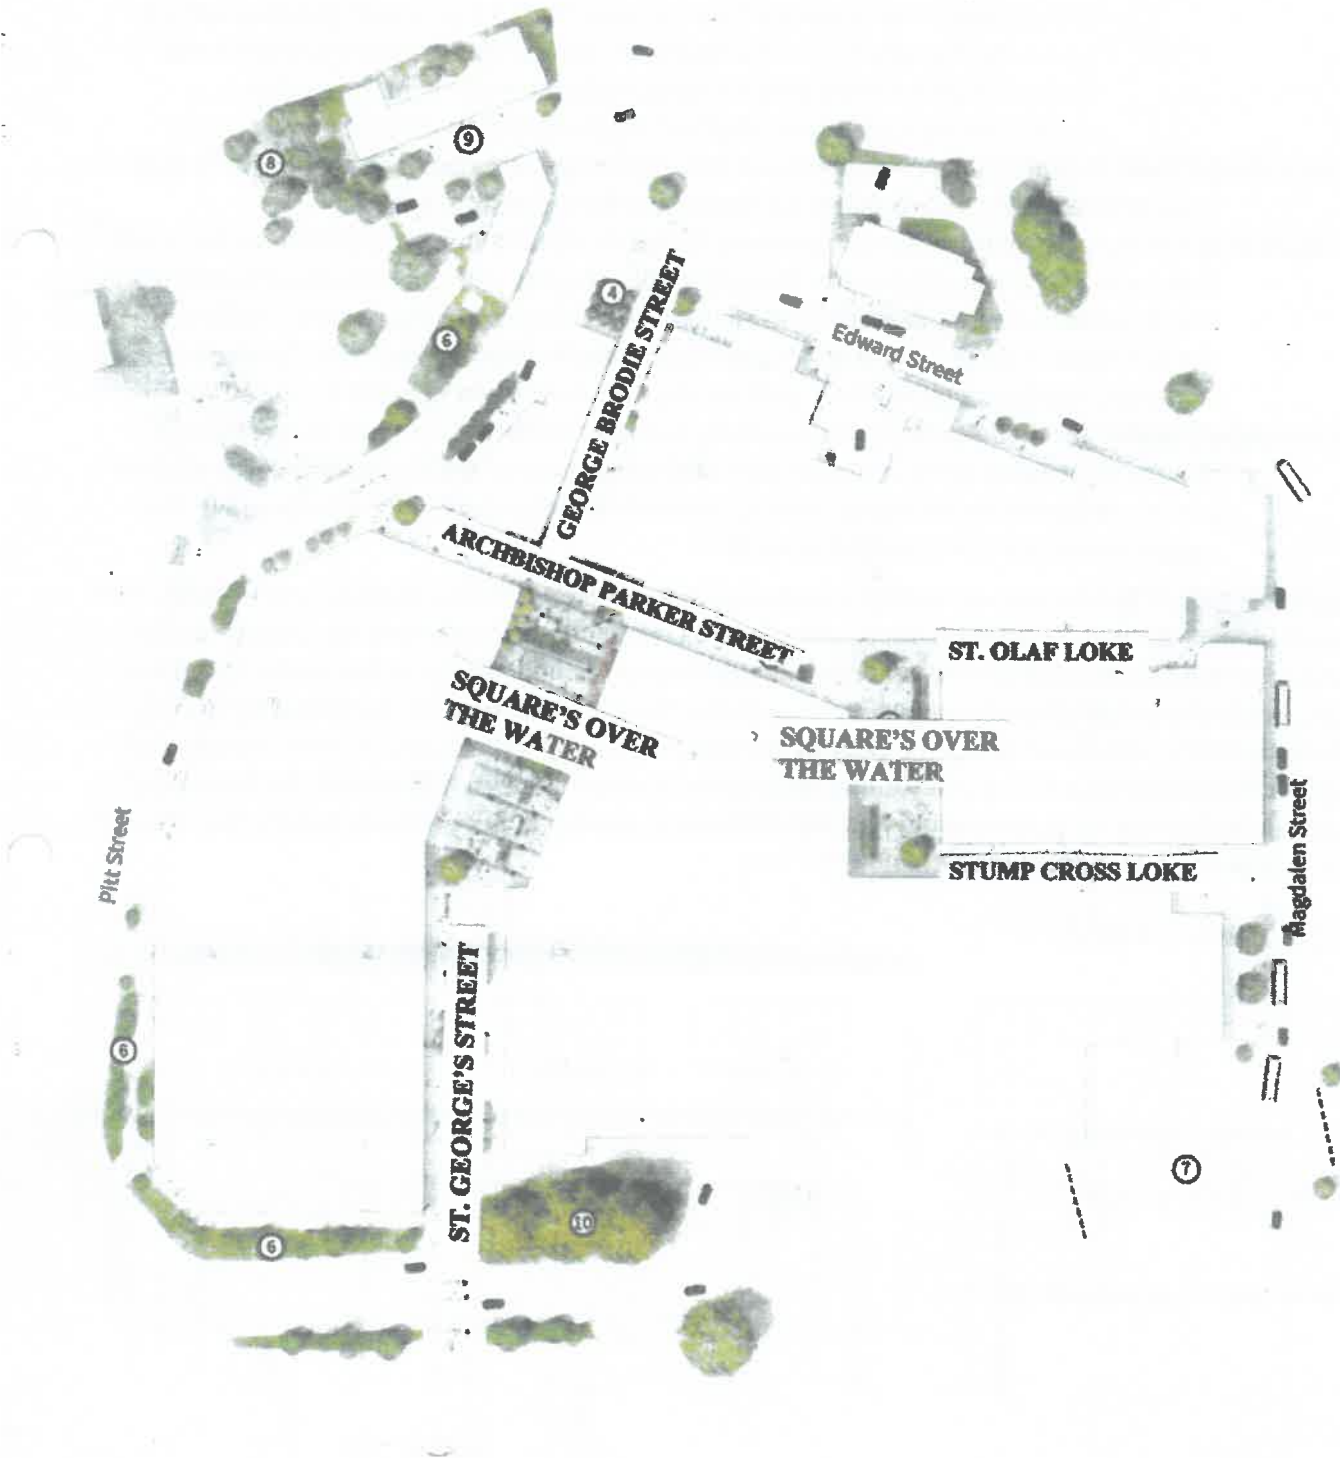 9
8
4
6
GEORGE BRODIE STREET
Edward Street
ARCHBISHOP PARKER STREET
ST. OLAF LOKE
SQUARE'S OVER
THE WATER
SQUARE'S OVER
THE WATER
Pitt Street
Magdalen Street
STUMP CROSS LOKE
ST. GEORGE'S STREET
6
7
10
6